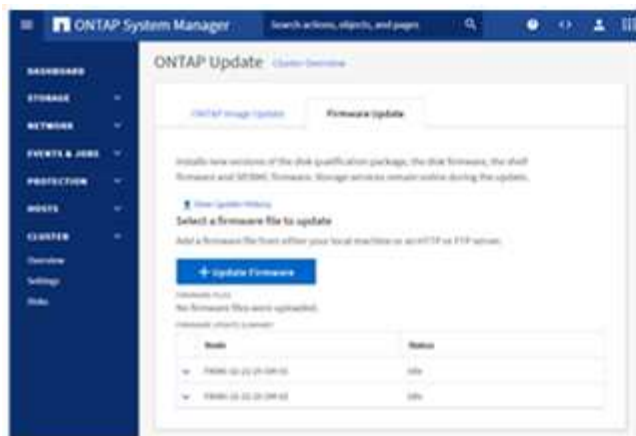 ONTAP System Manager
Search actions, objects, and pages
DASHBOARD
STORAGE
NETWORK
EVENTS & JOBS
PROTECTION
HOSTS
CLUSTER
Overview
Settings
Disks
ONTAP Update Cluster Overview
ONTAP Image Update
Firmware Update
Installs new versions of the disk qualification package, the disk firmware, the shelf
firmware and SP/BMC firmware. Storage services remain online during the update.
View Update History
Select a firmware file to update
Add a firmware file from either your local machine or an HTTP or FTP server.
+ Update Firmware
FIRMWARE FILES
No firmware files were uploaded.
FIRMWARE UPDATE SUMMARY
Node
Status
Idle
Idle